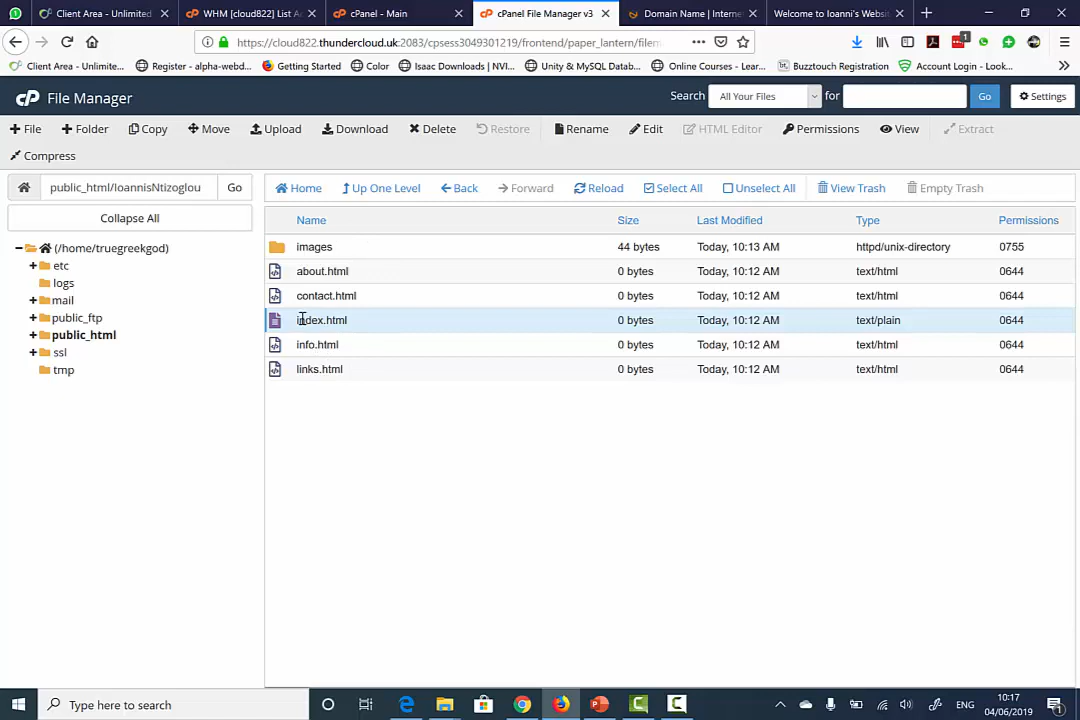 Client Area - Unlimited
WHM [cloud822] List A
cPanel - Main
cPanel File Manager v3
Domain Name | Interne
Welcome to Ioanni's Websi
https://cloud822.thundercloud.uk:2083/cpsess3049301219/frontend/paper_lantern/filem
1
Client Area - Unlimite...
Register - alpha-webd...
Getting Started
Color
Isaac Downloads | NVI...
Unity & MySQL Datab...
Online Courses - Lear...
Buzztouch Registration
Account Login - Look...
cP File Manager
Search
All Your Files
for
Go
Settings
File
Folder
Copy
Move
Upload
Download
Delete
Restore
Rename
Edit
HTML Editor
Permissions
View
Extract
Compress
public_html/IoannisNtizoglou
Go
Home
Up One Level
Back
Forward
Reload
Select All
Unselect All
View Trash
Empty Trash
Collapse All
Name Size Last Modified Type Permissions
(/home/truegreekgod)
etc
logs
mail
public_ftp
public_html
ssl
tmp
images 44 bytes Today, 10:13 AM httpd/unix-directory 0755
about.html 0 bytes Today, 10:12 AM text/html 0644
contact.html 0 bytes Today, 10:12 AM text/html 0644
index.html 0 bytes Today, 10:12 AM text/plain 0644
info.html 0 bytes Today, 10:12 AM text/html 0644
links.html 0 bytes Today, 10:12 AM text/html 0644
Type here to search
ENG
10:17
04/06/2019
1